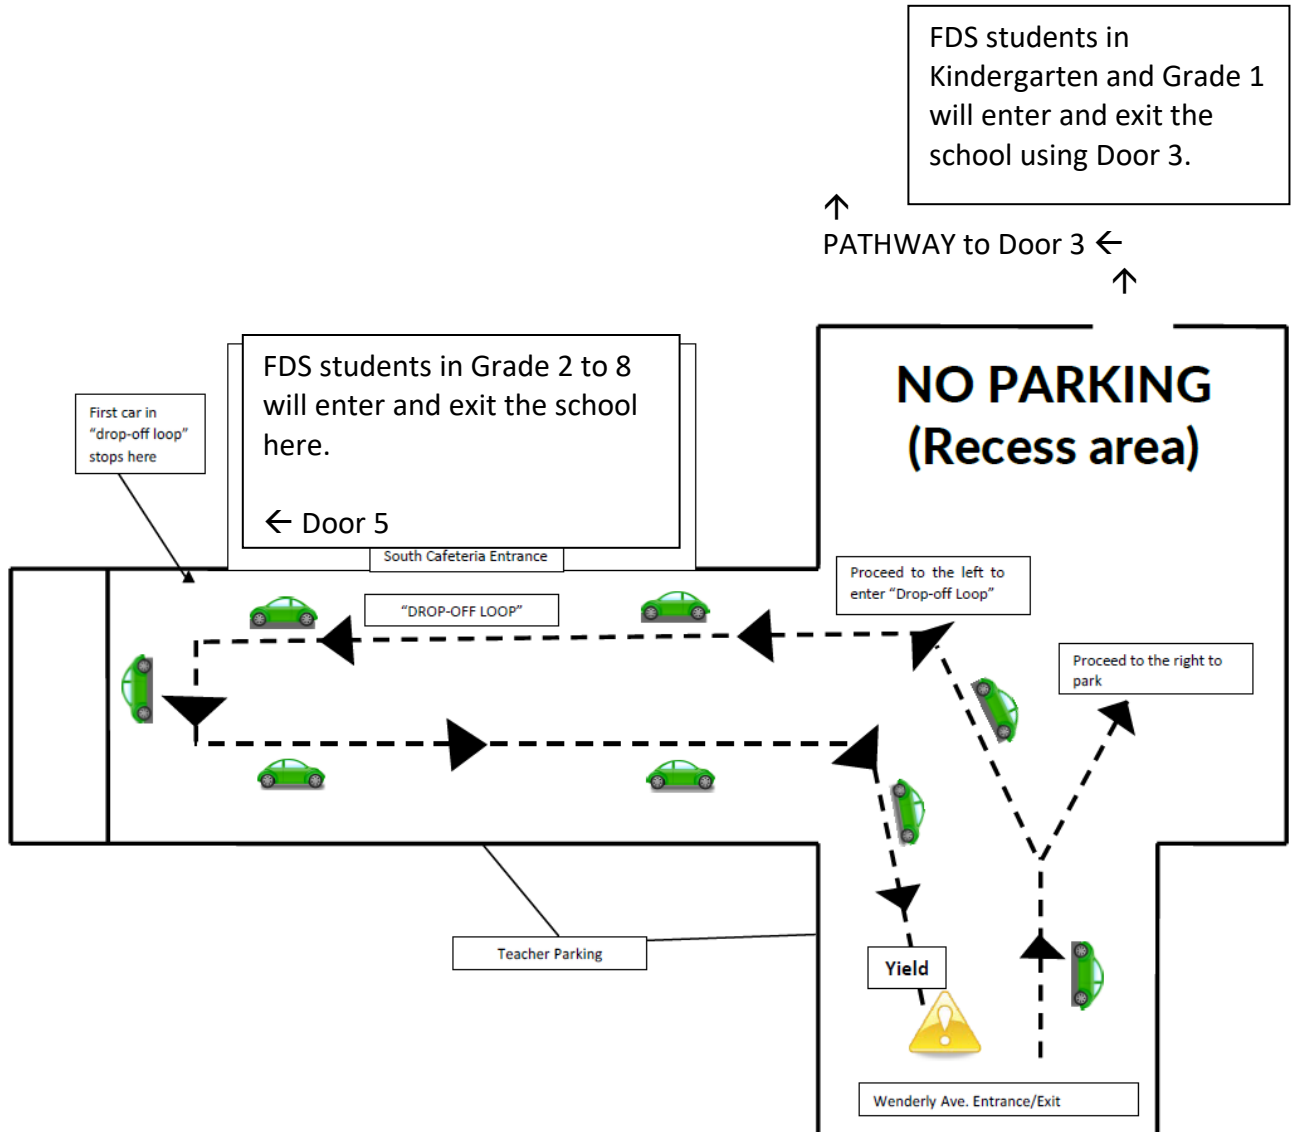 FDS students in
Kindergarten and Grade 1
will enter and exit the
school using Door 3.
↑
PATHWAY to Door 3 ←
↑
NO PARKING
(Recess area)
FDS students in Grade 2 to 8
will enter and exit the school
here.
← Door 5
First car in
“drop-off loop”
stops here
South Cafeteria Entrance
“DROP-OFF LOOP”
Proceed to the left to
enter “Drop-off Loop”
Proceed to the right to
park
Teacher Parking
Yield
Wenderly Ave. Entrance/Exit